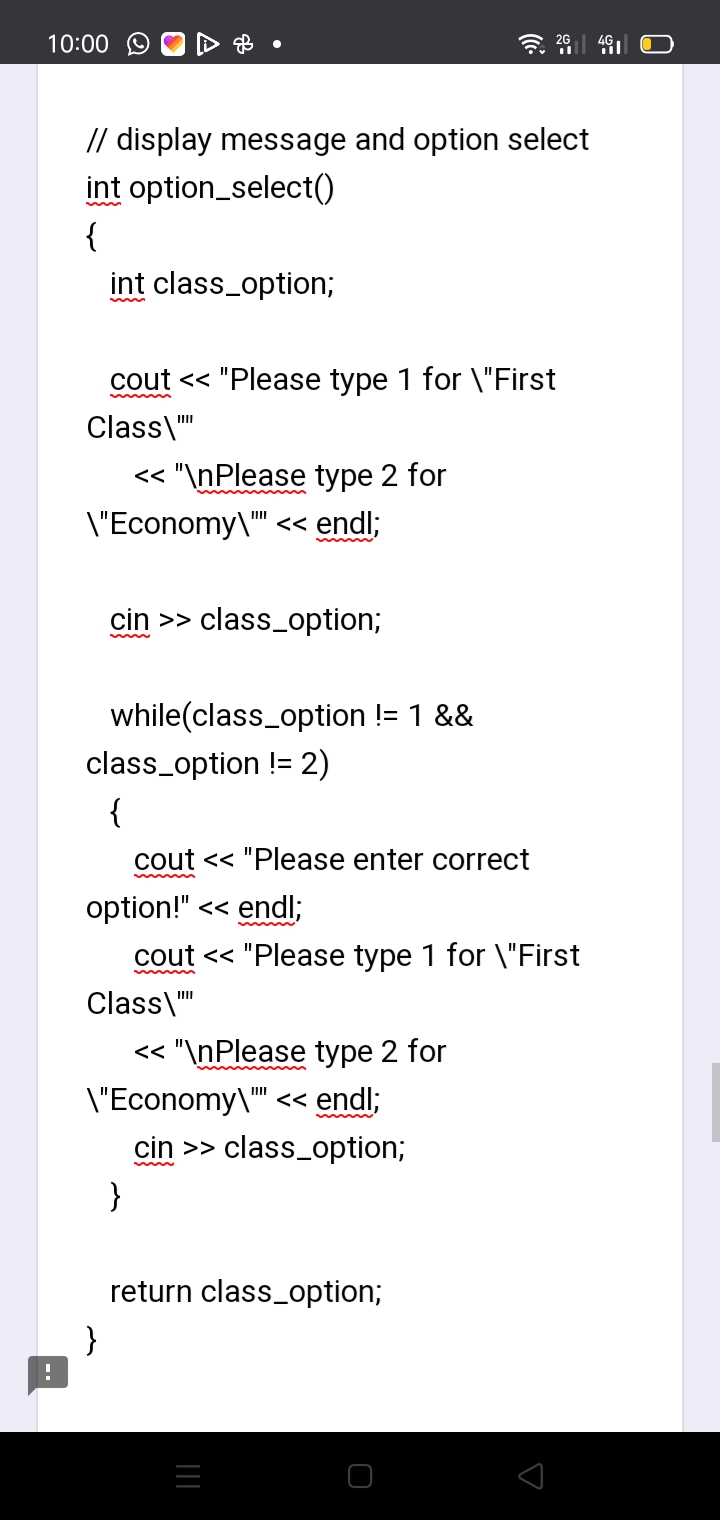 10:00
2G
4G
// display message and option select
int option_select()
{
int class_option;
cout << "Please type 1 for \"First
Class\""
<< "\nPlease type 2 for
\"Economy\"" << endl;
cin >> class_option;
while(class_option != 1 &&
class_option != 2)
{
cout << "Please enter correct
option!" << endl;
cout << "Please type 1 for \"First
Class\""
<< "\nPlease type 2 for
\"Economy\"" << endl;
cin >> class_option;
}
return class_option;
}